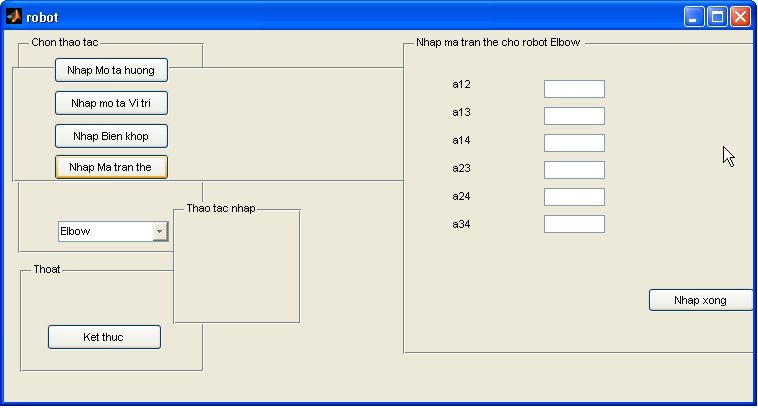 robot
Chon thao tac
Nhap Mo ta huong
Nhap mo ta Vi tri
Nhap Bien khop
Nhap Ma tran the
Elbow
Thao tac nhap
Thoat
Ket thuc
Nhap ma tran the cho robot Elbow
a12
a13
a14
a23
a24
a34
Nhap xong